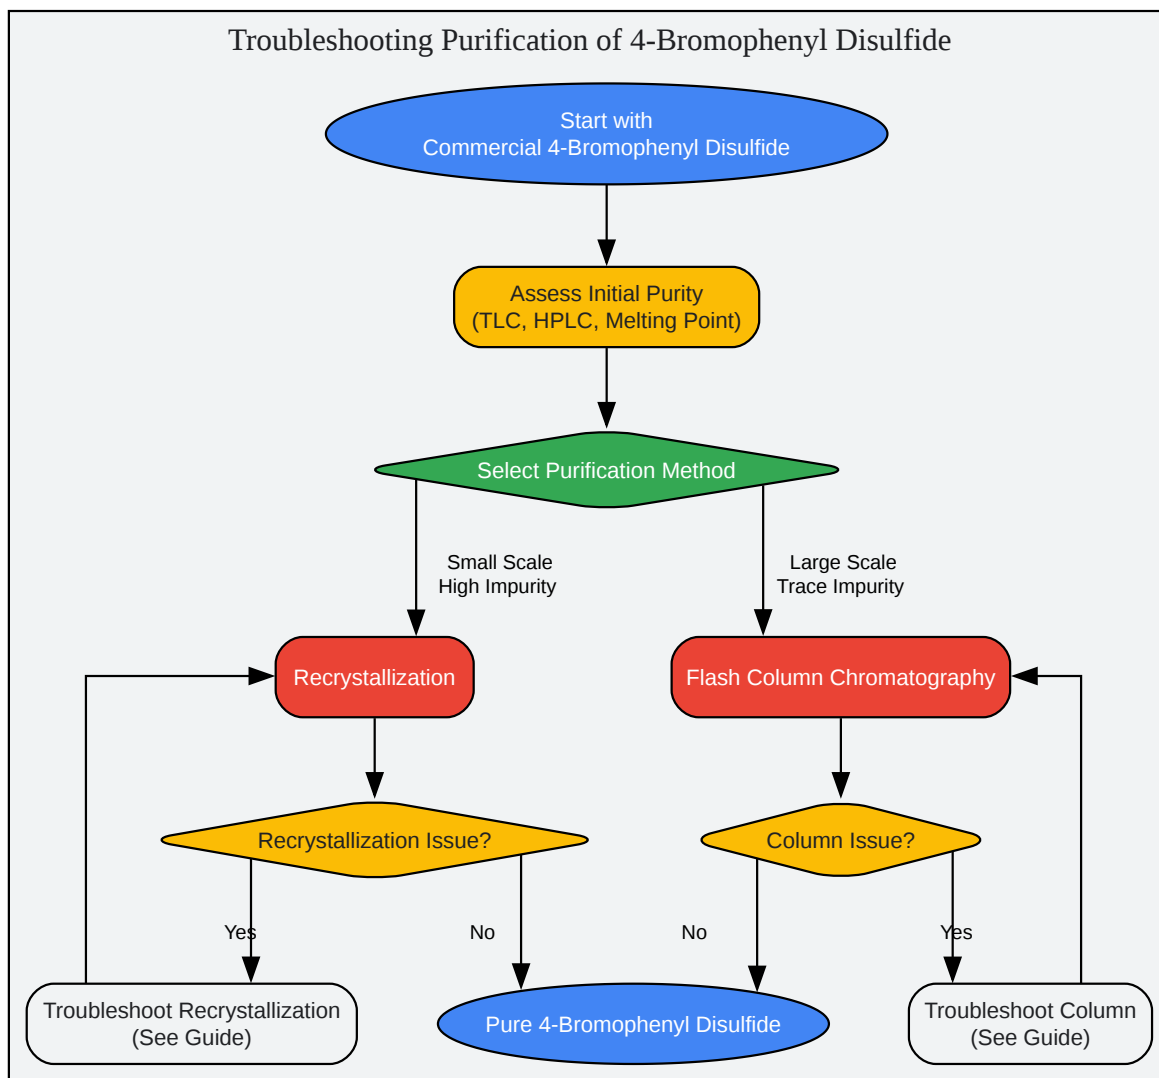 Troubleshooting Purification of 4-Bromophenyl Disulfide
Start with
Commercial 4-Bromophenyl Disulfide
Assess Initial Purity
(TLC, HPLC, Melting Point)
Select Purification Method
Small Scale
High Impurity
Large Scale
Trace Impurity
Recrystallization
Flash Column Chromatography
Recrystallization Issue?
Column Issue?
Yes
No
No
Yes
Troubleshoot Recrystallization
(See Guide)
Pure 4-Bromophenyl Disulfide
Troubleshoot Column
(See Guide)